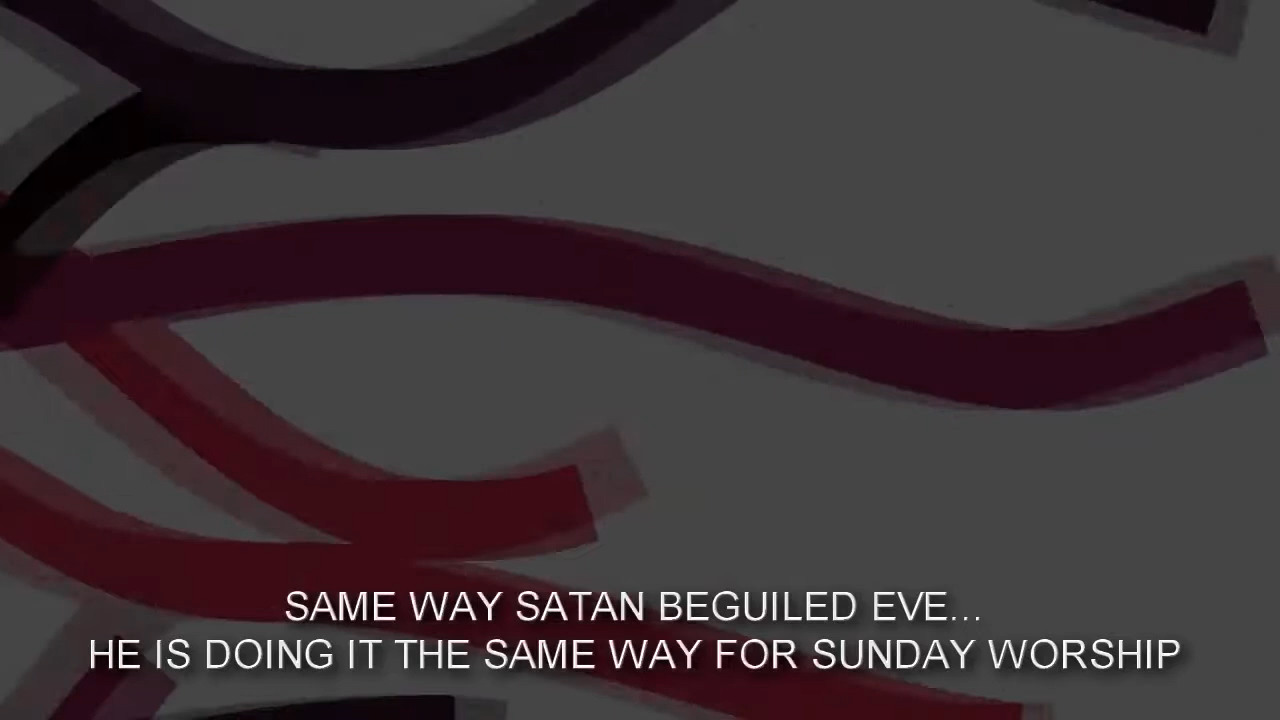 SAME WAY SATAN BEGUILED EVE...
HE IS DOING IT THE SAME WAY FOR SUNDAY WORSHIP